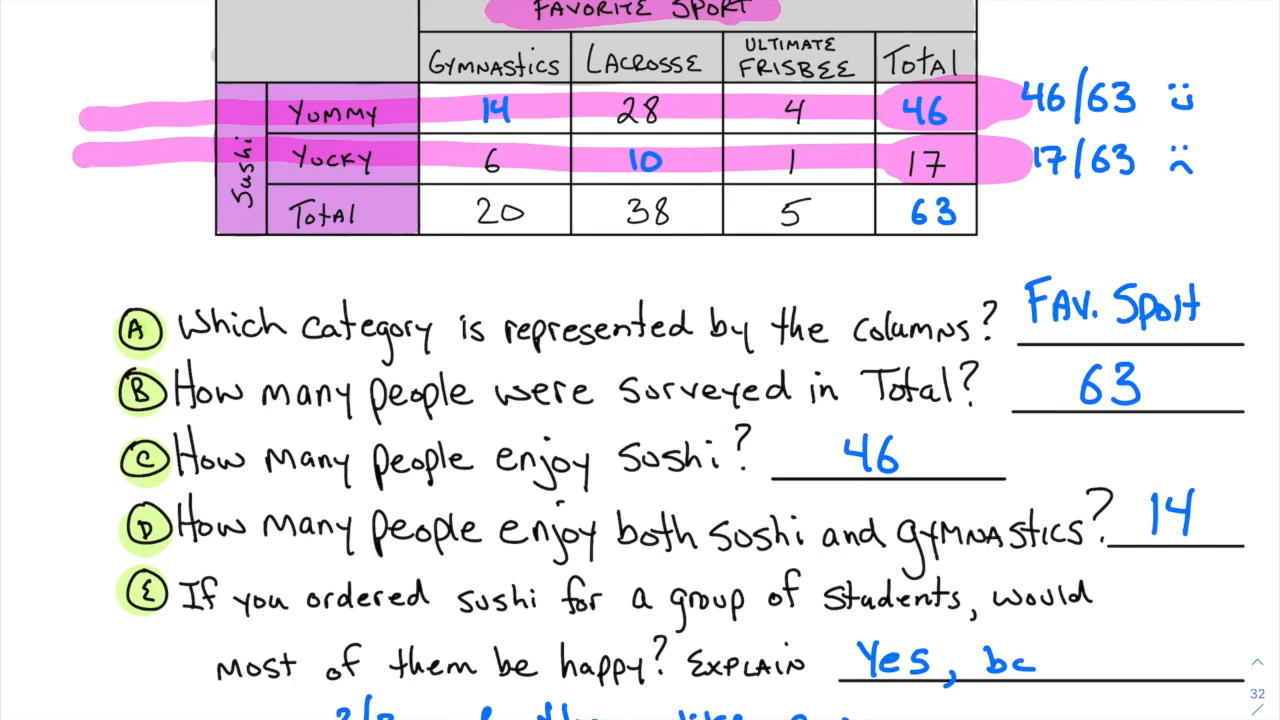 FAVORITE SPORT
GYMNASTICS LACROSSE ULTIMATE FRISBEE TOTAL
Sushi
YUMMY 14 28 4 46 46/63
YUCKY 6 10 1 17 17/63
TOTAL 20 38 5 63
A Which category is represented by the columns? FAV. Sport
B How many people were surveyed in Total? 63
C How many people enjoy sushi? 46
D How many people enjoy both sushi and gymnastics? 14
E If you ordered sushi for a group of students, would
most of them be happy? EXPLAIN Yes, bc
32